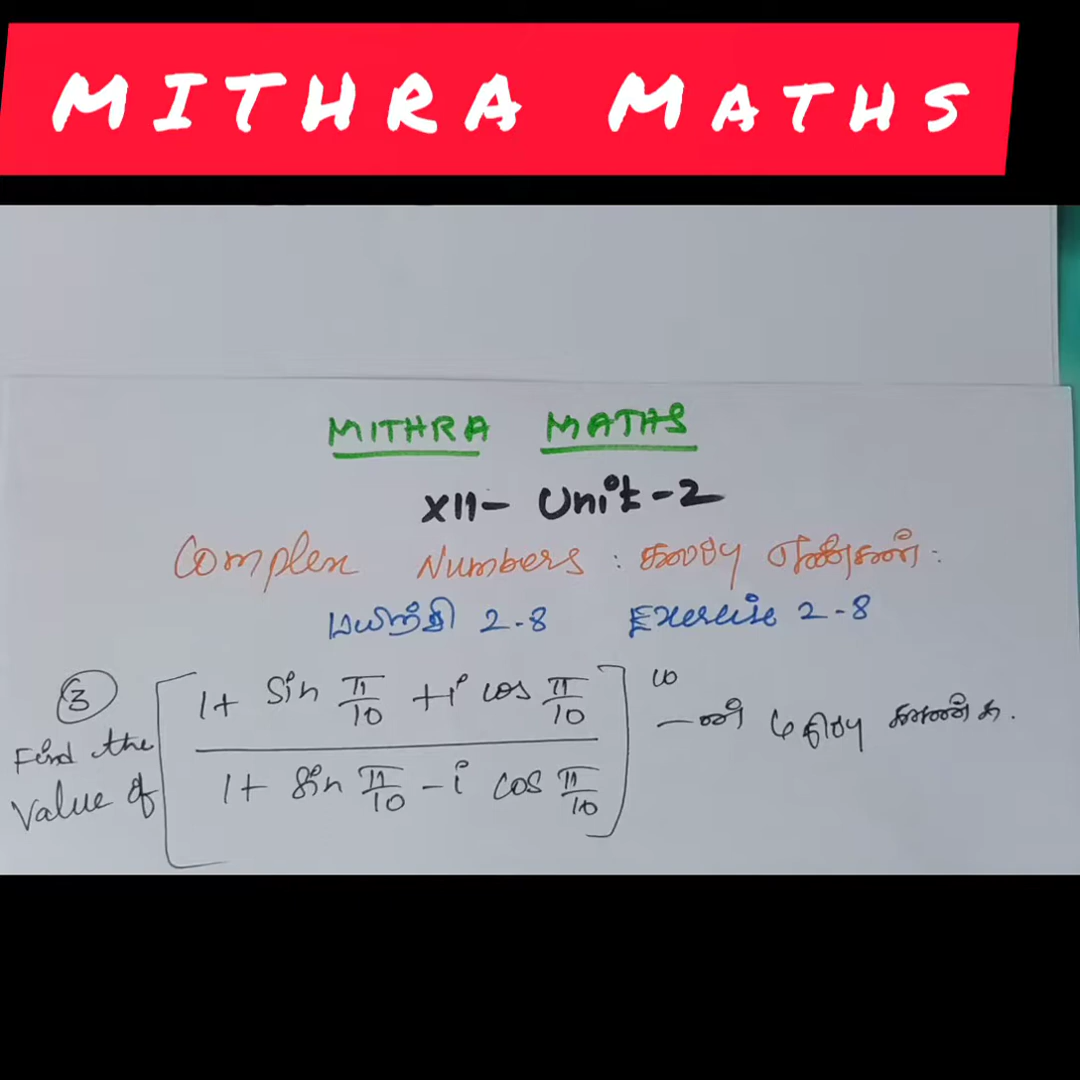 MITHRA MATHS
MITHRA MATHS
XII- Unit-2
Complex Numbers : கலப்பு எண்கள் :
பயிற்சி 2-8 Exercise 2-8
③ Find the Value of [ (1 + sin π/10 + i cos π/10) / (1 + sin π/10 - i cos π/10) ]^10 –ன் மதிப்பு காண்க.